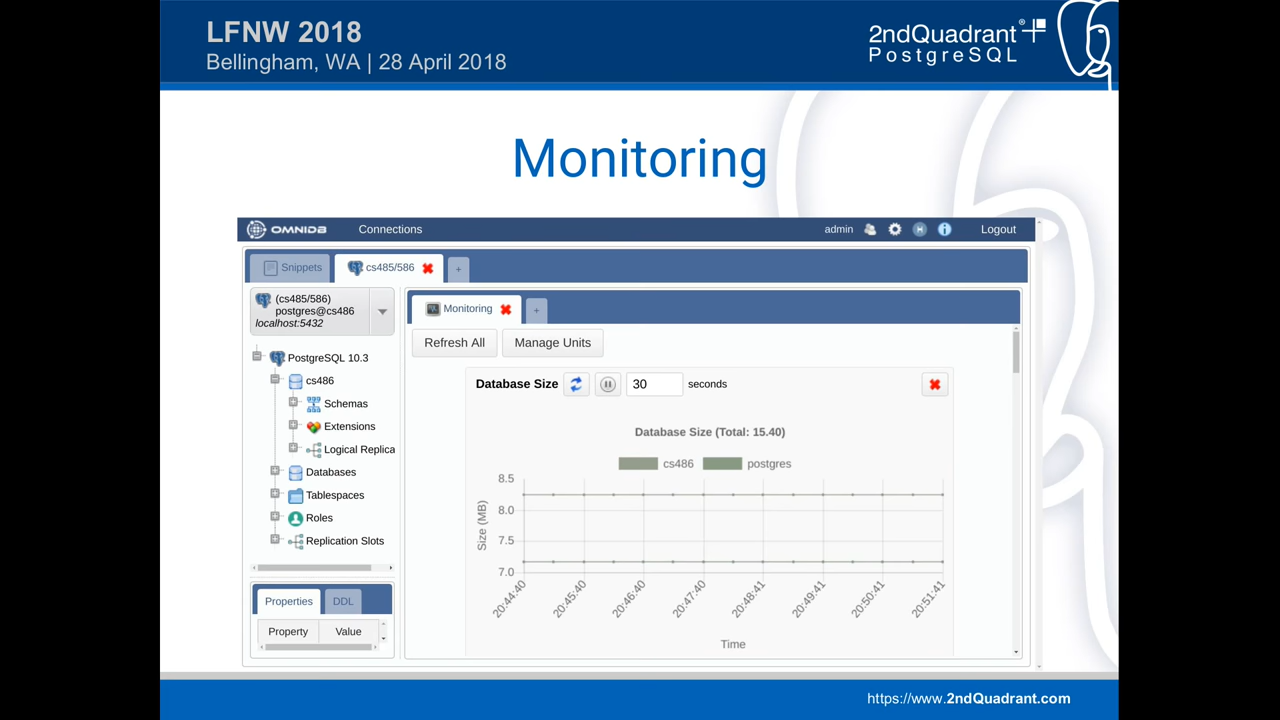 LFNW 2018
Bellingham, WA | 28 April 2018
2ndQuadrant®
PostgreSQL
Monitoring
OMNIDB
Connections
admin
Logout
Snippets
cs485/586
+
(cs485/586)
postgres@cs486
localhost:5432
PostgreSQL 10.3
cs486
Schemas
Extensions
Logical Replica
Databases
Tablespaces
Roles
Replication Slots
Properties
DDL
Property
Value
Monitoring
+
Refresh All
Manage Units
Database Size
30
seconds
Database Size (Total: 15.40)
cs486
postgres
Size (MB)
8.5
8.0
7.5
7.0
20:44:40
20:45:40
20:46:40
20:47:40
20:48:41
20:49:41
20:50:41
20:51:41
Time
https://www.2ndQuadrant.com